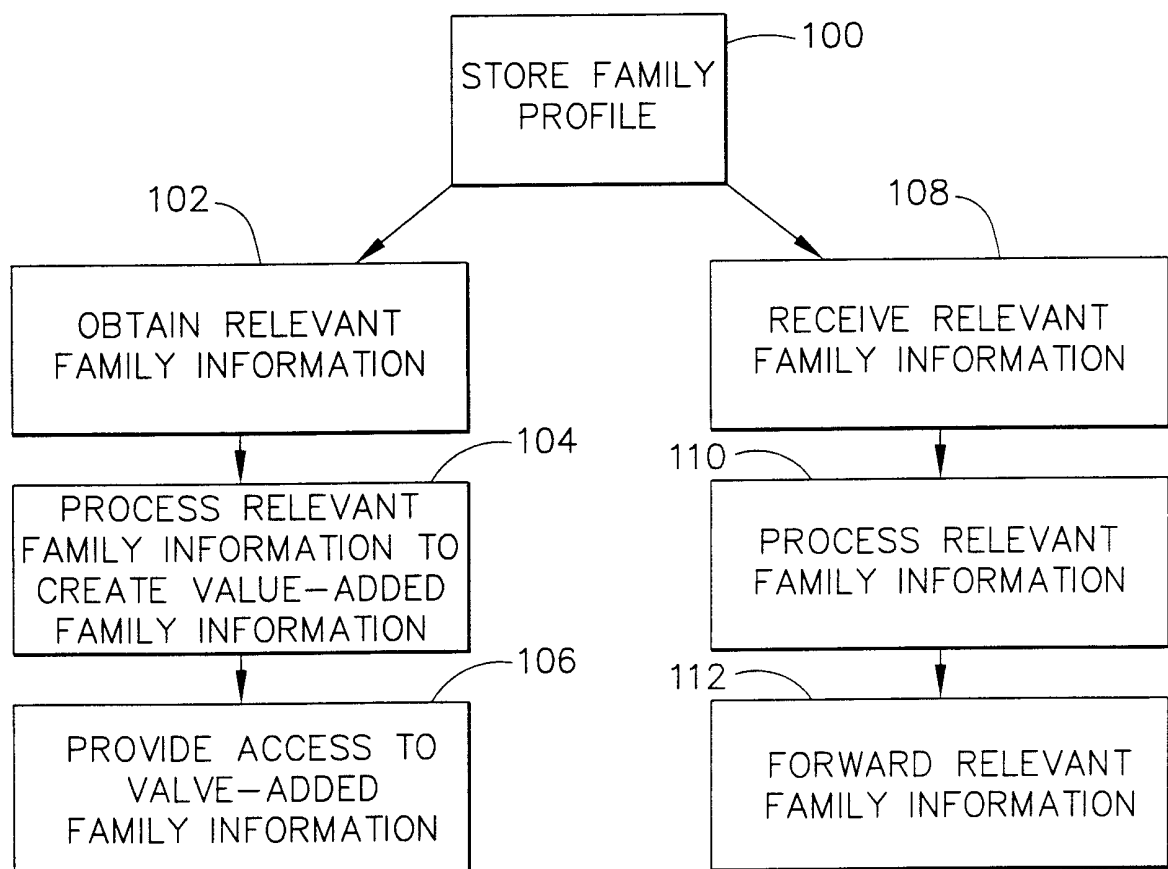 100
STORE FAMILY
PROFILE
102
OBTAIN RELEVANT
FAMILY INFORMATION
104
PROCESS RELEVANT
FAMILY INFORMATION TO
CREATE VALUE-ADDED
FAMILY INFORMATION
106
PROVIDE ACCESS TO
VALVE-ADDED
FAMILY INFORMATION
108
RECEIVE RELEVANT
FAMILY INFORMATION
110
PROCESS RELEVANT
FAMILY INFORMATION
112
FORWARD RELEVANT
FAMILY INFORMATION